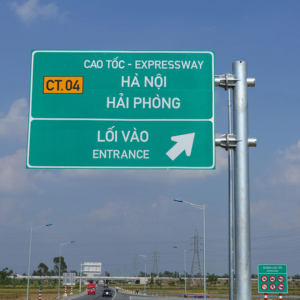 CAO TỐC - EXPRESSWAY
CT.04
HÀ NỘI
HẢI PHÒNG
LỐI VÀO
ENTRANCE